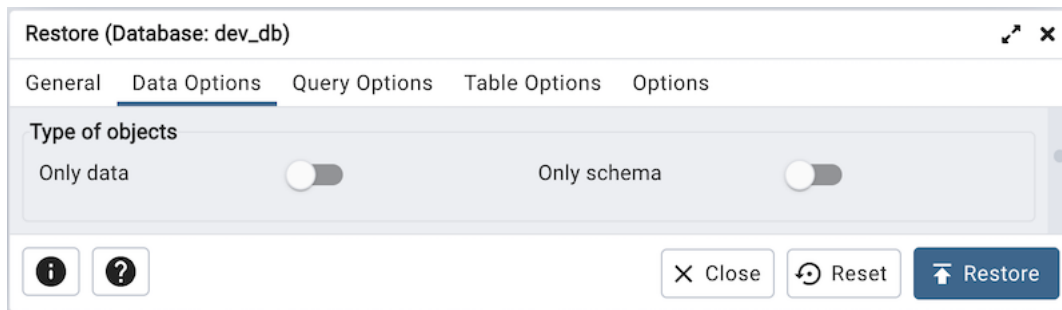 Restore (Database: dev_db)
General Data Options Query Options Table Options Options
Type of objects
Only data Only schema
Close Reset Restore